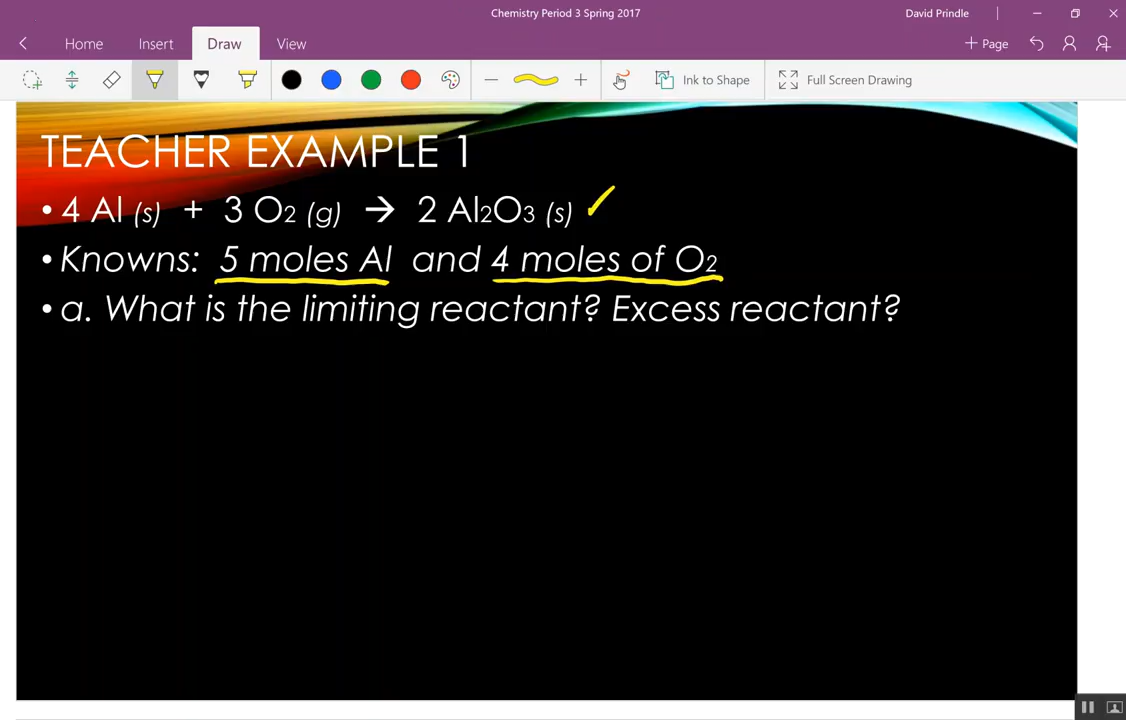 Chemistry Period 3 Spring 2017
David Prindle
Home Insert Draw View
Page
Ink to Shape Full Screen Drawing
TEACHER EXAMPLE 1
• 4 Al (s) + 3 O₂ (g) → 2 Al₂O₃ (s) ✓
• Knowns: 5 moles Al and 4 moles of O₂
• a. What is the limiting reactant? Excess reactant?